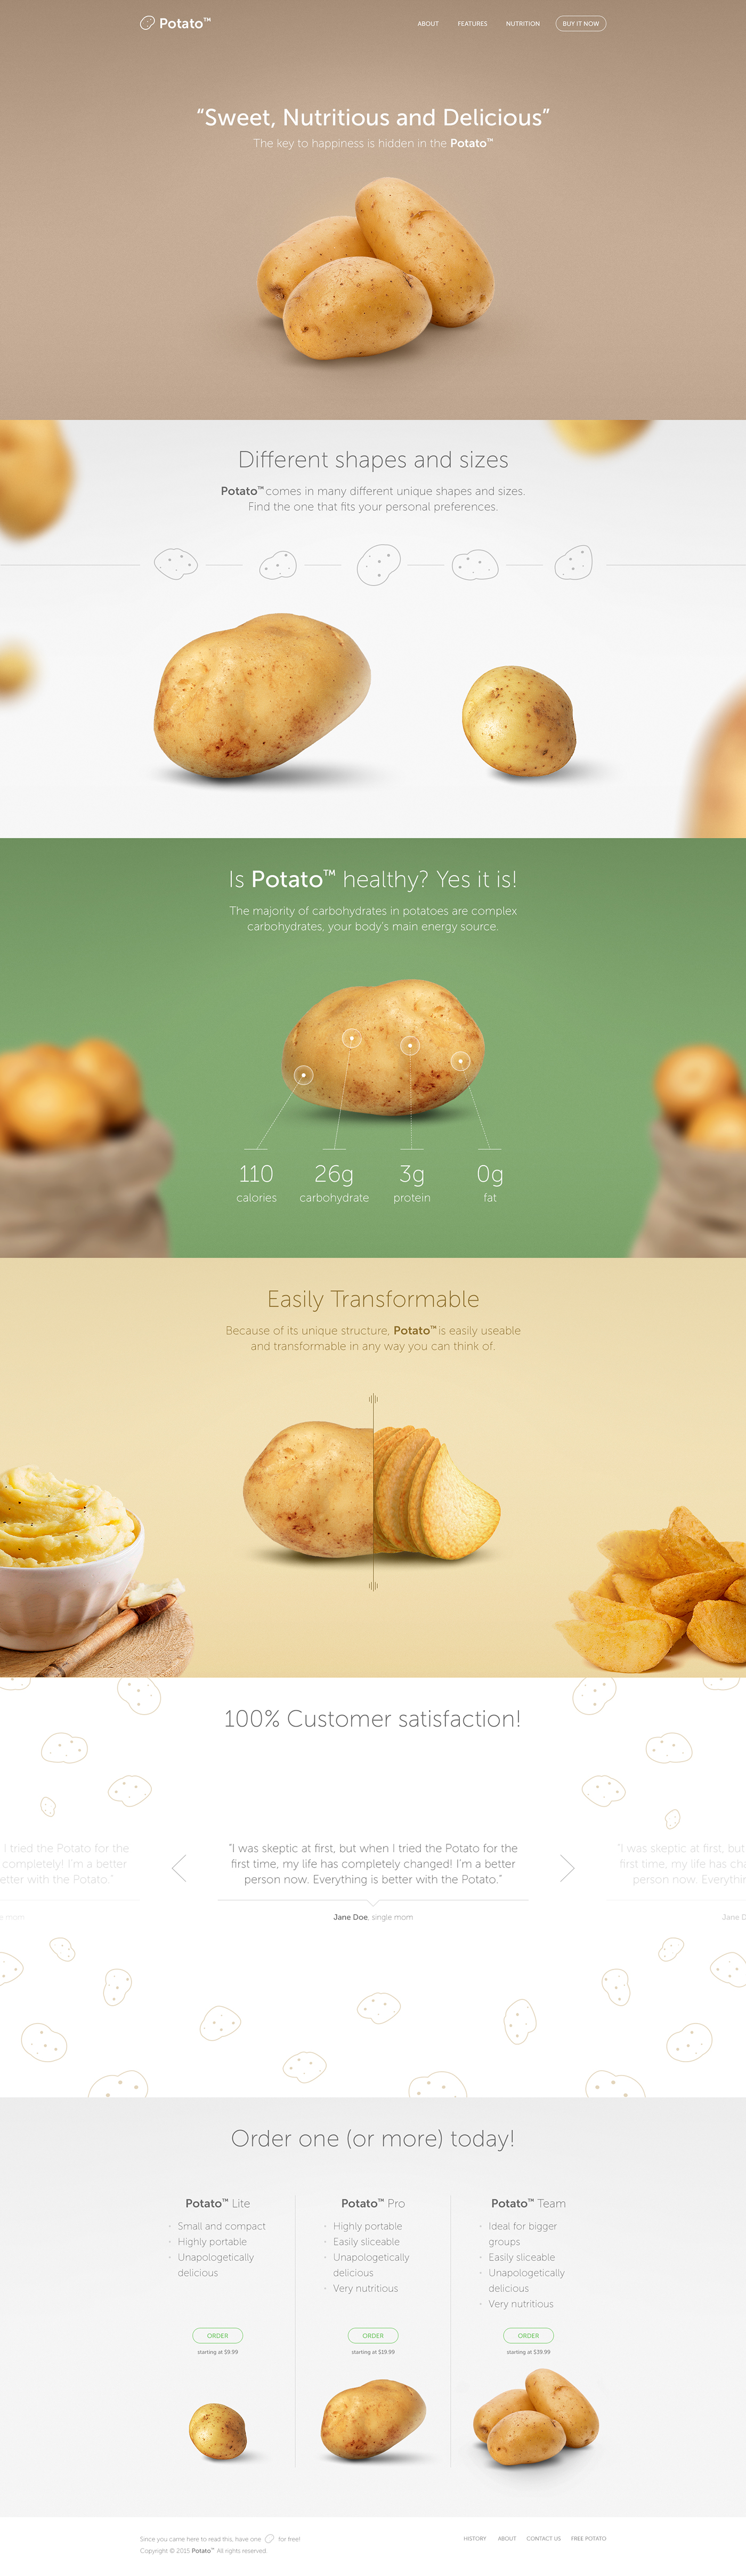 Potato™
ABOUT FEATURES NUTRITION BUY IT NOW
“Sweet, Nutritious and Delicious”
The key to happiness is hidden in the Potato™
Different shapes and sizes
Potato™ comes in many different unique shapes and sizes.
Find the one that fits your personal preferences.
Is Potato™ healthy? Yes it is!
The majority of carbohydrates in potatoes are complex
carbohydrates, your body's main energy source.
110 26g 3g 0g
calories carbohydrate protein fat
Easily Transformable
Because of its unique structure, Potato™ is easily useable
and transformable in any way you can think of.
100% Customer satisfaction!
I tried the Potato for the
completely! I'm a better
etter with the Potato."
mom
"I was skeptic at first, but when I tried the Potato for the
first time, my life has completely changed! I'm a better
person now. Everything is better with the Potato."
Jane Doe, single mom
"I was skeptic at first, but
first time, my life has cha
person now. Everythin
Jane D
Order one (or more) today!
Potato™ Lite
Small and compact
Highly portable
Unapologetically
delicious
ORDER
starting at $9.99
Potato™ Pro
Highly portable
Easily sliceable
Unapologetically
delicious
Very nutritious
ORDER
starting at $19.99
Potato™ Team
Ideal for bigger
groups
Easily sliceable
Unapologetically
delicious
Very nutritious
ORDER
starting at $39.99
Since you came here to read this, have one for free!
Copyright © 2015 Potato™ All rights reserved.
HISTORY ABOUT CONTACT US FREE POTATO